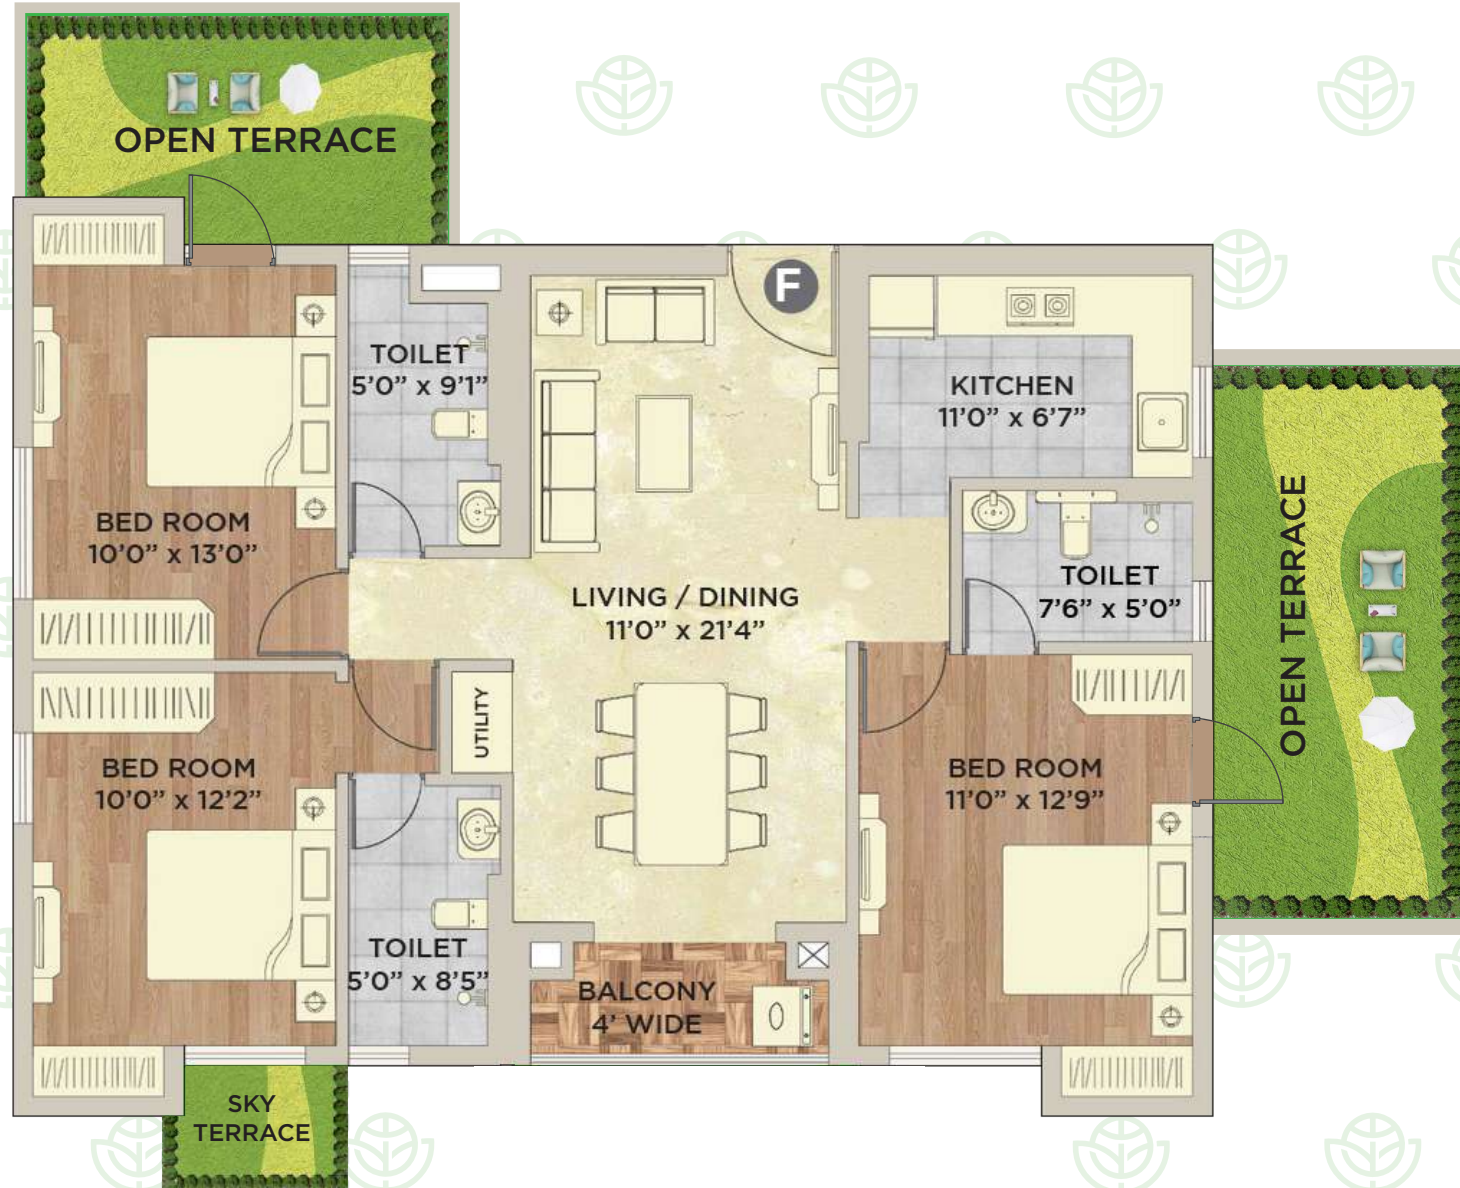 OPEN TERRACE
F
TOILET
5'0” x 9'1”
KITCHEN
11'0” x 6'7”
BED ROOM
10'0” x 13'0”
LIVING / DINING
11'0” x 21'4”
TOILET
7'6” x 5'0”
OPEN TERRACE
UTILITY
BED ROOM
10'0” x 12'2”
BED ROOM
11'0” x 12'9”
TOILET
5'0” x 8'5”
BALCONY
4' WIDE
SKY
TERRACE